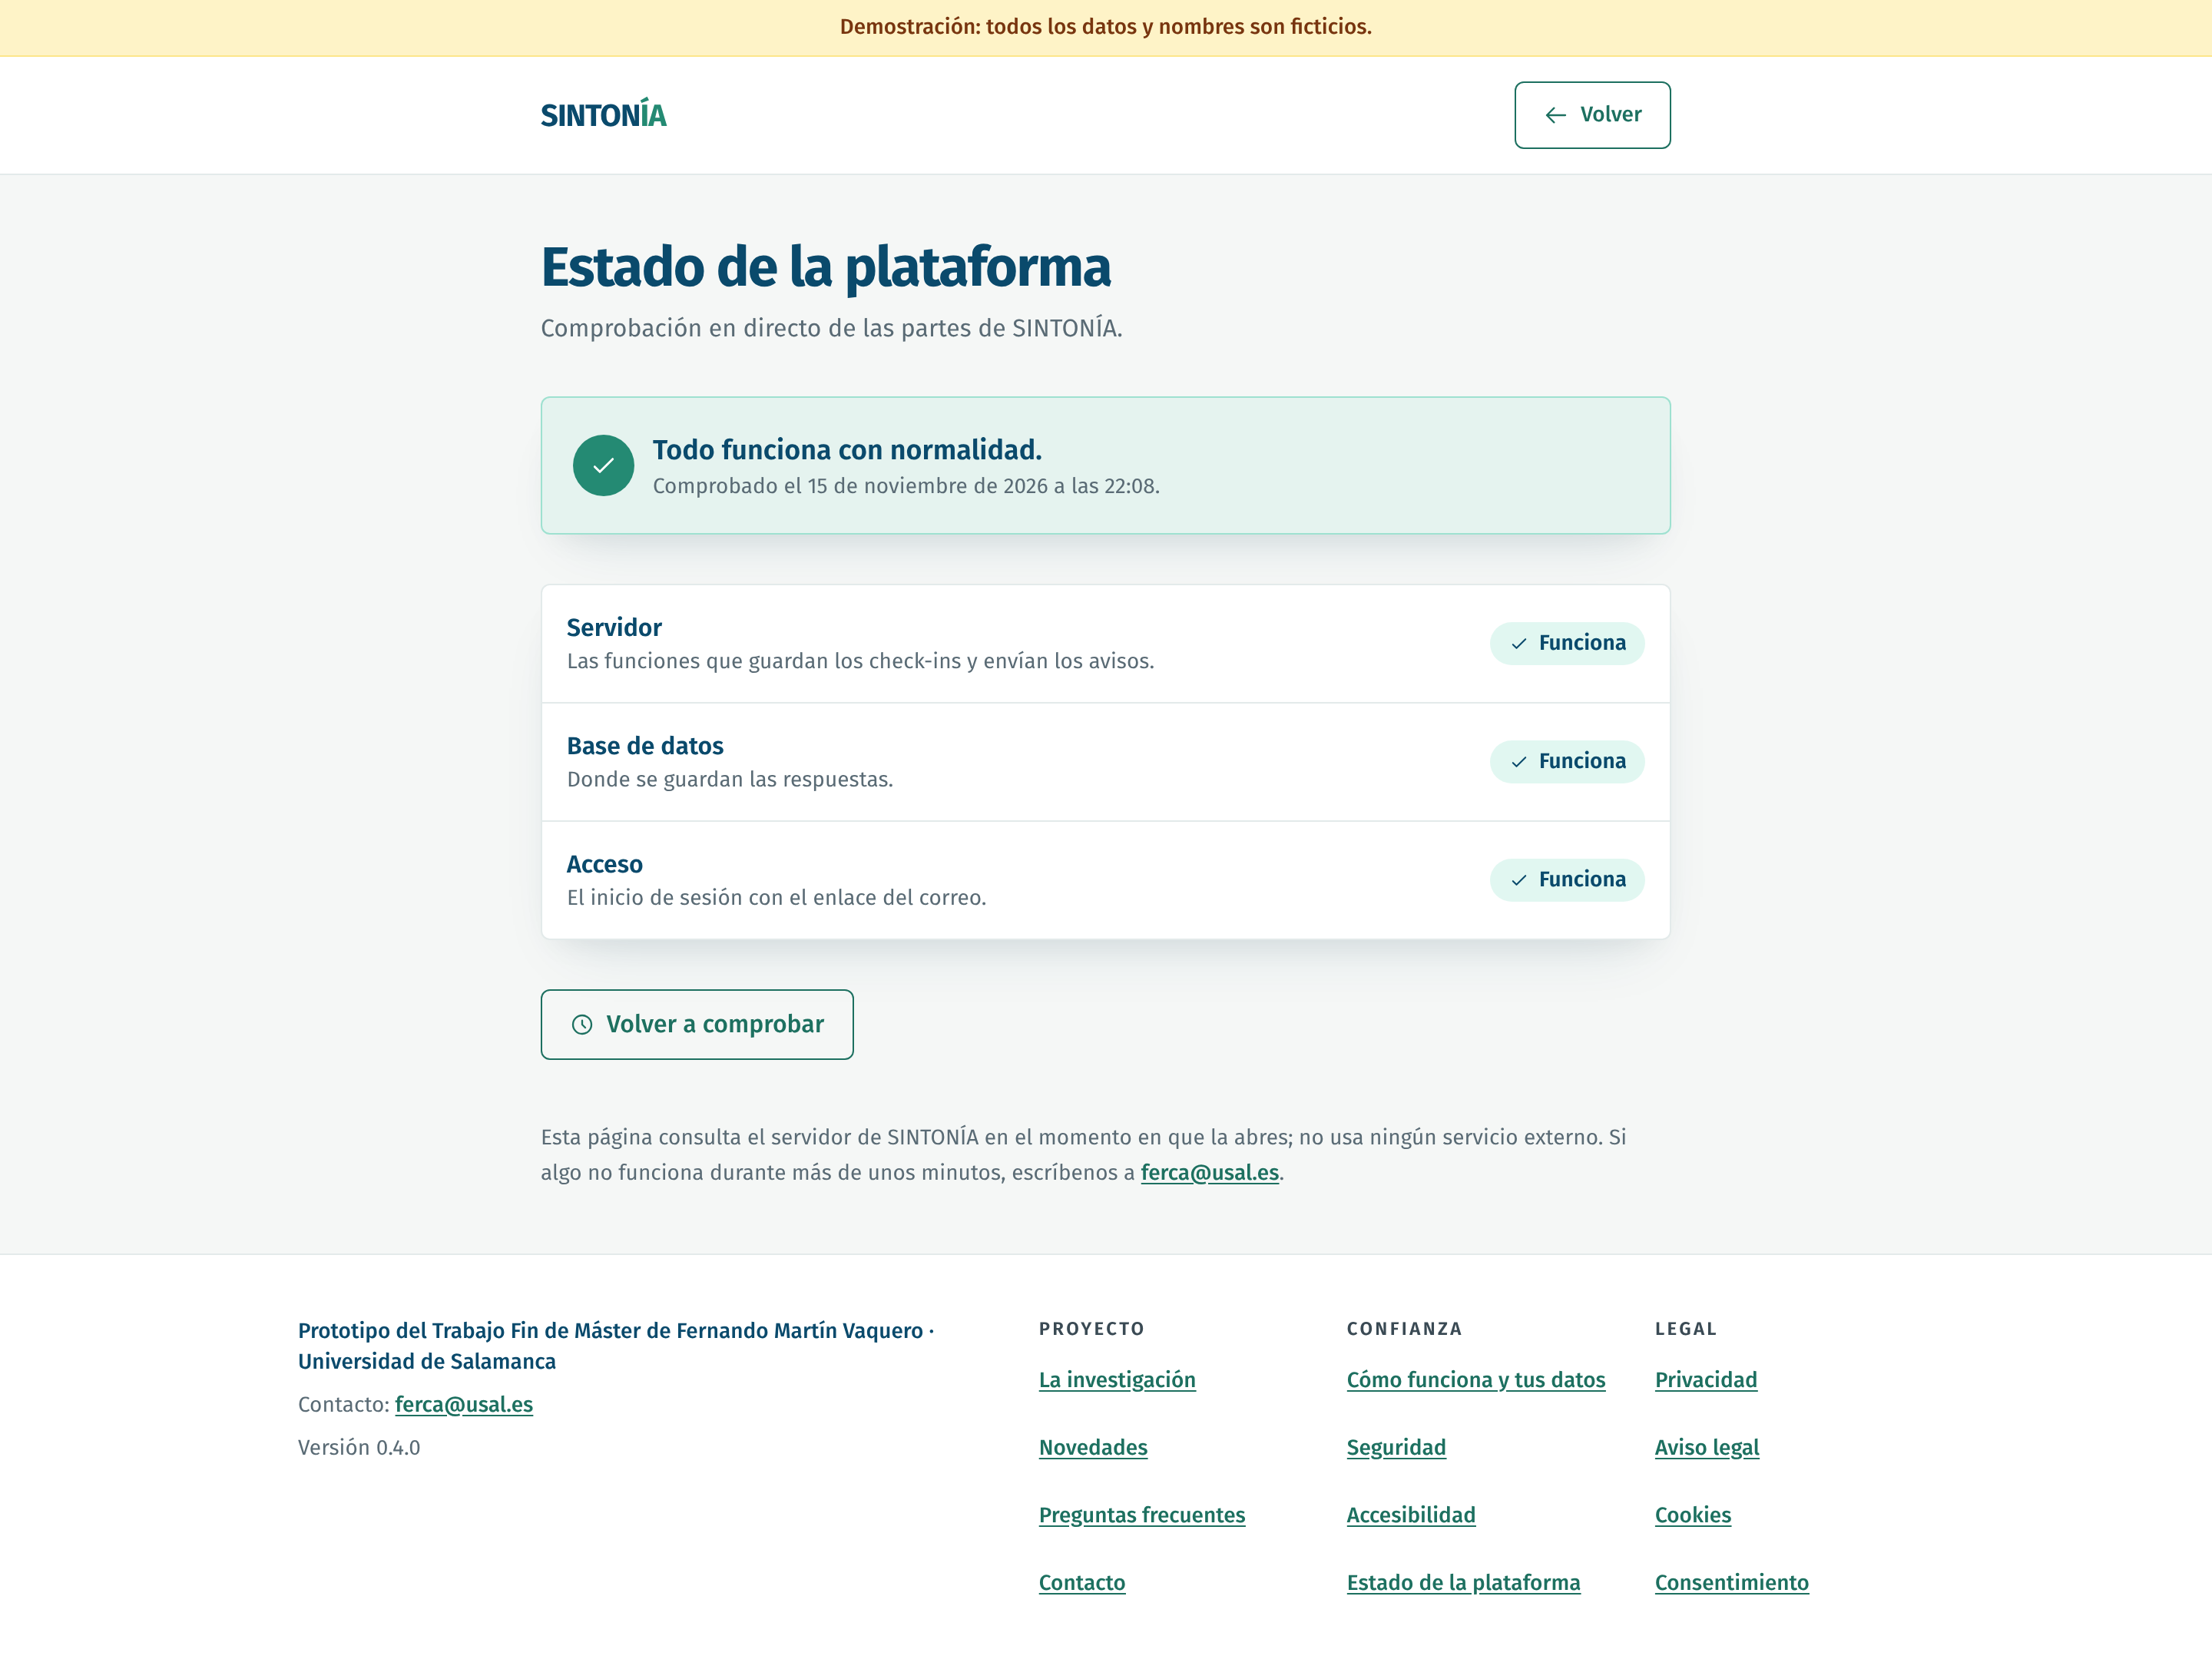 Demostración: todos los datos y nombres son ficticios.
SINTONÍA
Volver
Estado de la plataforma
Comprobación en directo de las partes de SINTONÍA.
Todo funciona con normalidad.
Comprobado el 15 de noviembre de 2026 a las 22:08.
Servidor
Las funciones que guardan los check-ins y envían los avisos.
Funciona
Base de datos
Donde se guardan las respuestas.
Funciona
Acceso
El inicio de sesión con el enlace del correo.
Funciona
Volver a comprobar
Esta página consulta el servidor de SINTONÍA en el momento en que la abres; no usa ningún servicio externo. Si
algo no funciona durante más de unos minutos, escríbenos a ferca@usal.es.
Prototipo del Trabajo Fin de Máster de Fernando Martín Vaquero ·
Universidad de Salamanca
Contacto: ferca@usal.es
Versión 0.4.0
PROYECTO
La investigación
Novedades
Preguntas frecuentes
Contacto
CONFIANZA
Cómo funciona y tus datos
Seguridad
Accesibilidad
Estado de la plataforma
LEGAL
Privacidad
Aviso legal
Cookies
Consentimiento